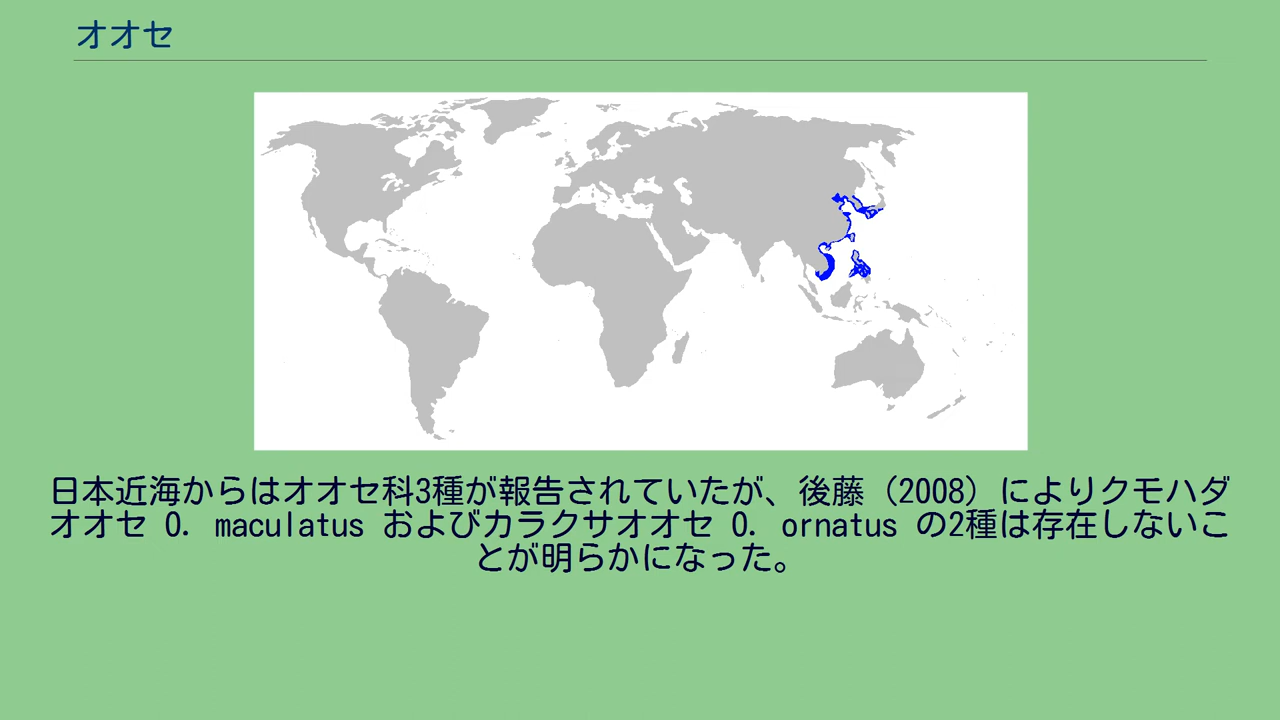 オオセ
日本近海からはオオセ科3種が報告されていたが、後藤（2008）によりクモハダ
オオセ O. maculatus およびカラクサオオセ O. ornatus の2種は存在しないこ
とが明らかになった。